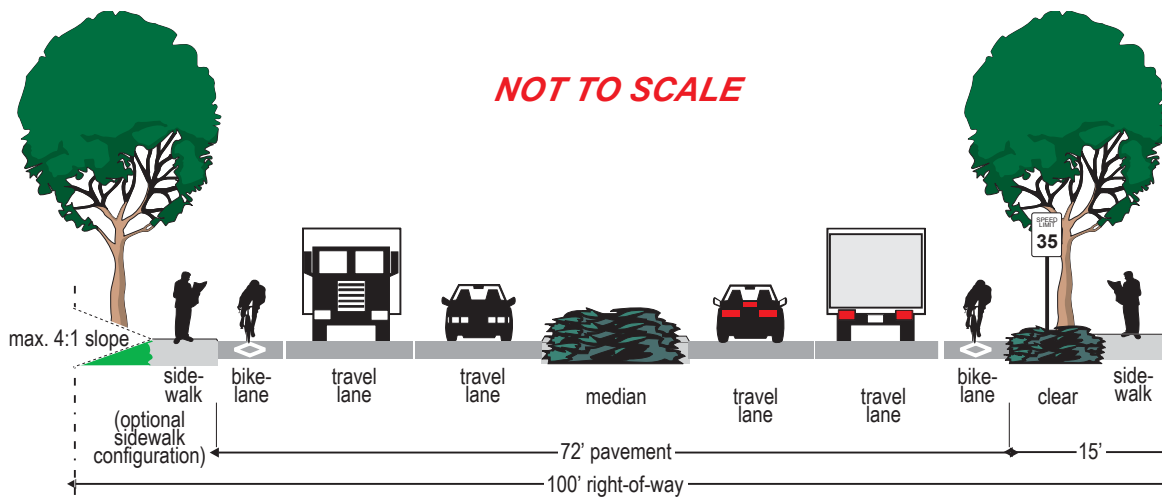 NOT TO SCALE
SPEED
LIMIT
35
max. 4:1 slope
side-
walk
bike-
lane
travel
lane
travel
lane
median
travel
lane
travel
lane
bike-
lane
clear
side-
walk
(optional
sidewalk
configuration)
72' pavement
15'
100' right-of-way